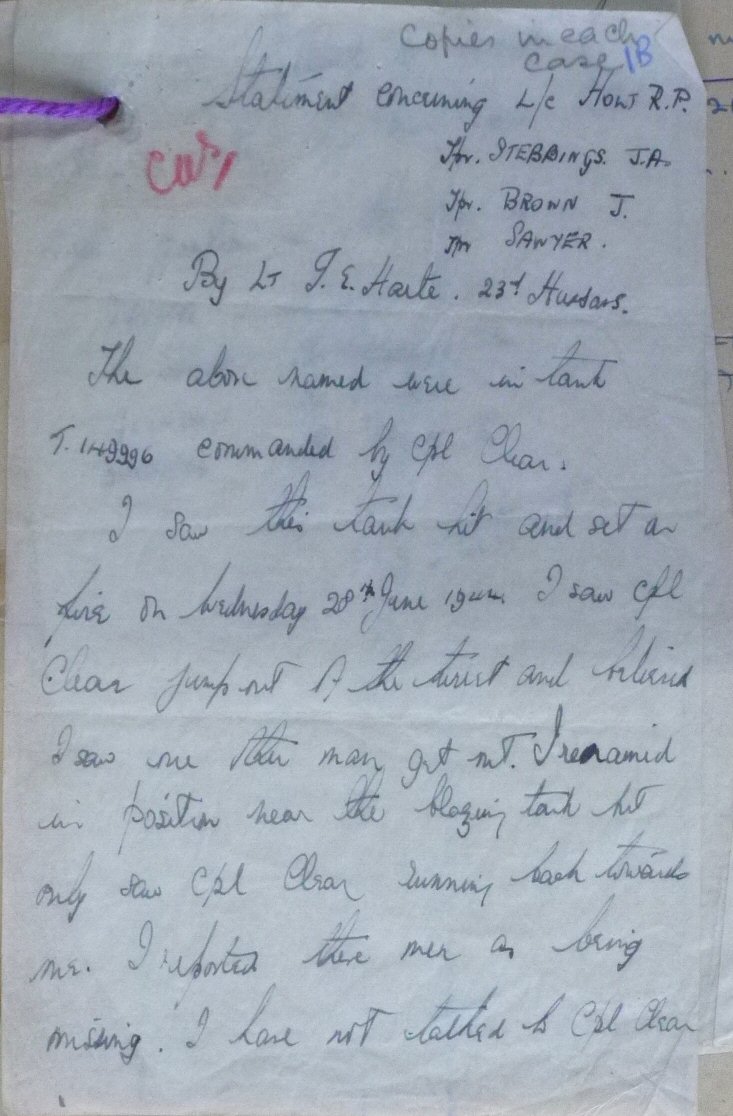 Copies in each
case 1B
Statement concerning L/c Howt R.P.
Tpr. STEBBINGS. J.A.
Tpr. BROWN J.
Tpr SAWYER.
By Lt T. E. Harte. 23rd Hussars.
The above named were in tank
T.149996 commanded by Cpl Clear.
I saw this tank hit and set on
fire on Wednesday 28th June 1944. I saw Cpl
Clear jump out of the turret and believed
I saw one other man get out. I remained
in position near the blazing tank but
only saw Cpl Clear running back towards
me. I reported these men as being
missing. I have not talked to Cpl Clear